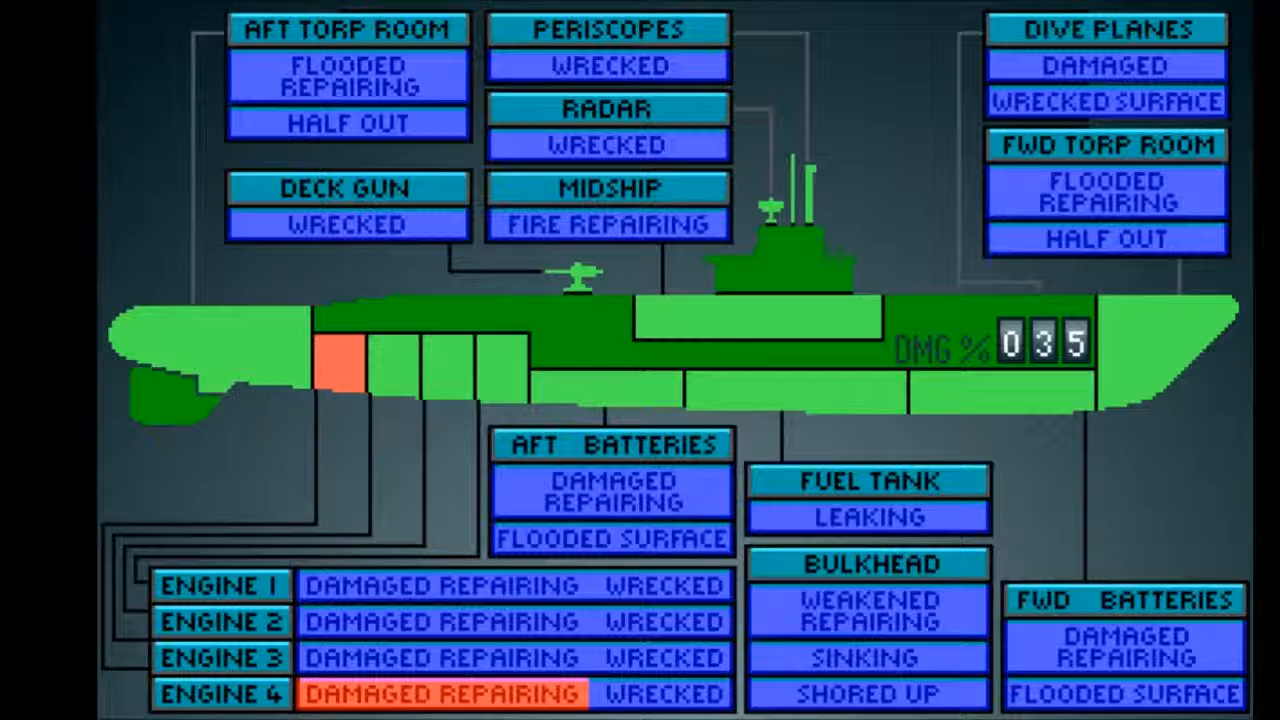 AFT TORP ROOM
FLOODED
REPAIRING
HALF OUT
DECK GUN
WRECKED
PERISCOPES
WRECKED
RADAR
WRECKED
MIDSHIP
FIRE REPAIRING
DIVE PLANES
DAMAGED
WRECKED SURFACE
FWD TORP ROOM
FLOODED
REPAIRING
HALF OUT
DMG % 035
AFT BATTERIES
DAMAGED
REPAIRING
FLOODED SURFACE
FUEL TANK
LEAKING
BULKHEAD
WEAKENED
REPAIRING
SINKING
SHORED UP
FWD BATTERIES
DAMAGED
REPAIRING
FLOODED SURFACE
ENGINE 1 DAMAGED REPAIRING WRECKED
ENGINE 2 DAMAGED REPAIRING WRECKED
ENGINE 3 DAMAGED REPAIRING WRECKED
ENGINE 4 DAMAGED REPAIRING WRECKED